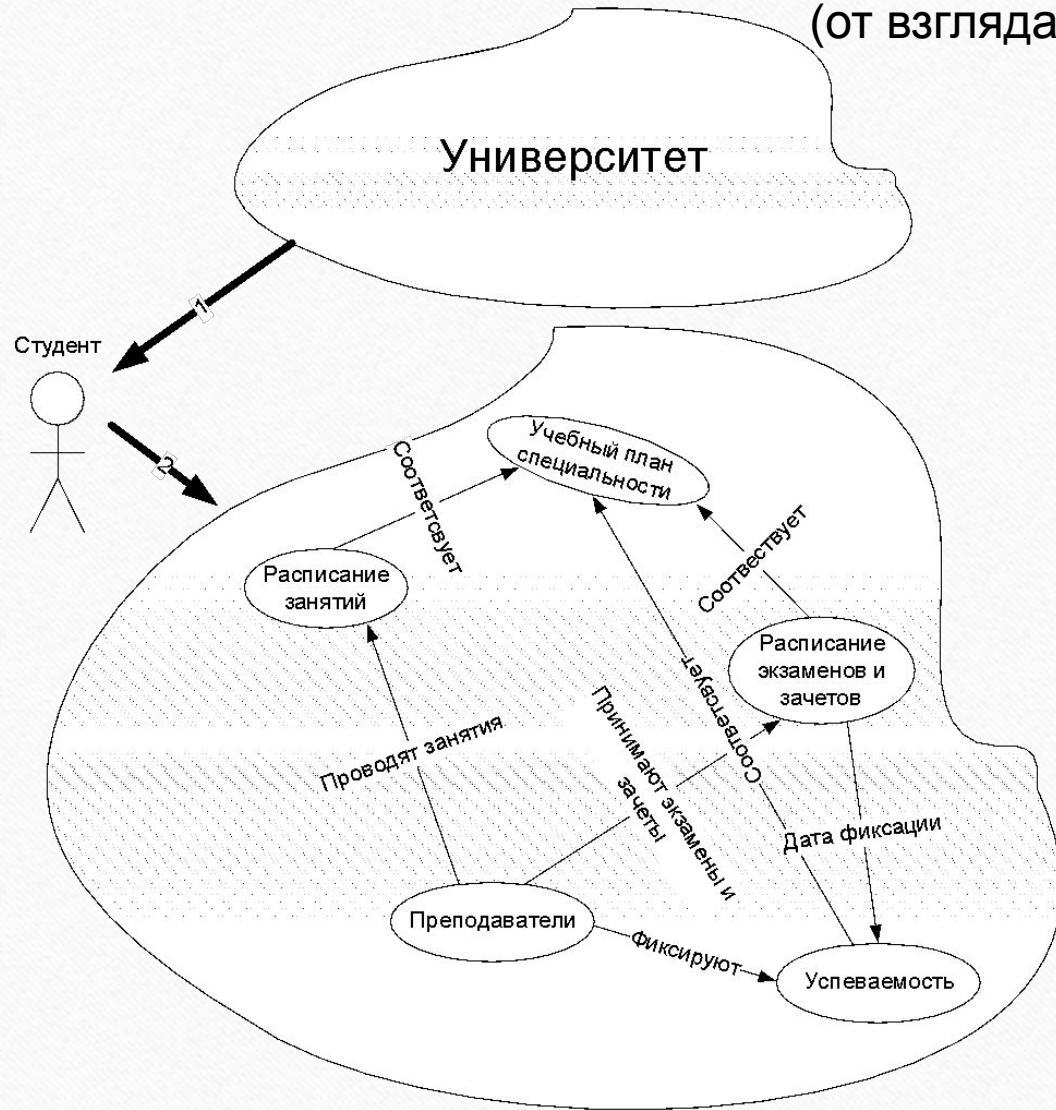 (от взгляда
Университет
1
Студент
2
Соответсвует
Учебный план
специальности
Соотвествует
Расписание
занятий
Расписание
экзаменов и
зачетов
Соответсвует
Проводят занятия
Принимают экзамены и
зачеты
Дата фиксации
Преподаватели
Фиксируют
Успеваемость